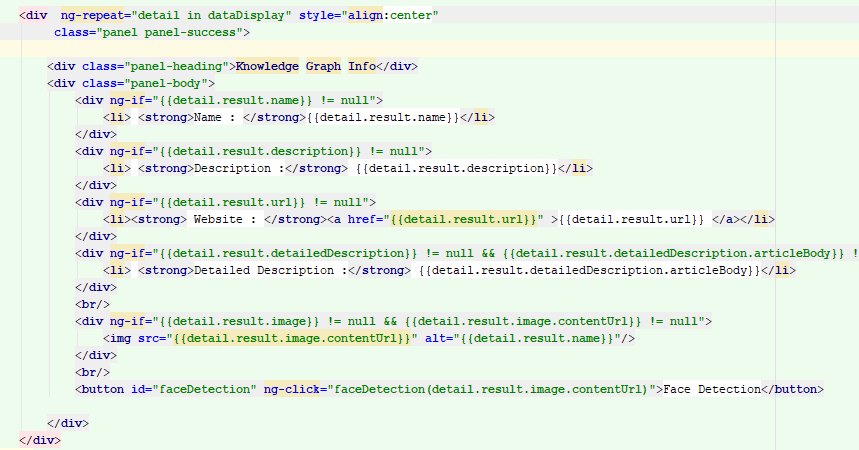 <div  ng-repeat="detail in dataDisplay" style="align:center"
     class="panel panel-success">
    <div class="panel-heading">Knowledge Graph Info</div>
    <div class="panel-body">
        <div ng-if="{{detail.result.name}} != null">
            <li> <strong>Name : </strong>{{detail.result.name}}</li>
        </div>
        <div ng-if="{{detail.result.description}} != null">
            <li> <strong>Description :</strong> {{detail.result.description}}</li>
        </div>
        <div ng-if="{{detail.result.url}} != null">
            <li><strong> Website : </strong><a href="{{detail.result.url}}" >{{detail.result.url}} </a></li>
        </div>
        <div ng-if="{{detail.result.detailedDescription}} != null && {{detail.result.detailedDescription.articleBody}} !
            <li> <strong>Detailed Description :</strong> {{detail.result.detailedDescription.articleBody}}</li>
        </div>
        <br/>
        <div ng-if="{{detail.result.image}} != null && {{detail.result.image.contentUrl}} != null">
            <img src="{{detail.result.image.contentUrl}}" alt="{{detail.result.name}}"/>
        </div>
        <br/>
        <button id="faceDetection" ng-click="faceDetection(detail.result.image.contentUrl)">Face Detection</button>
    </div>
</div>